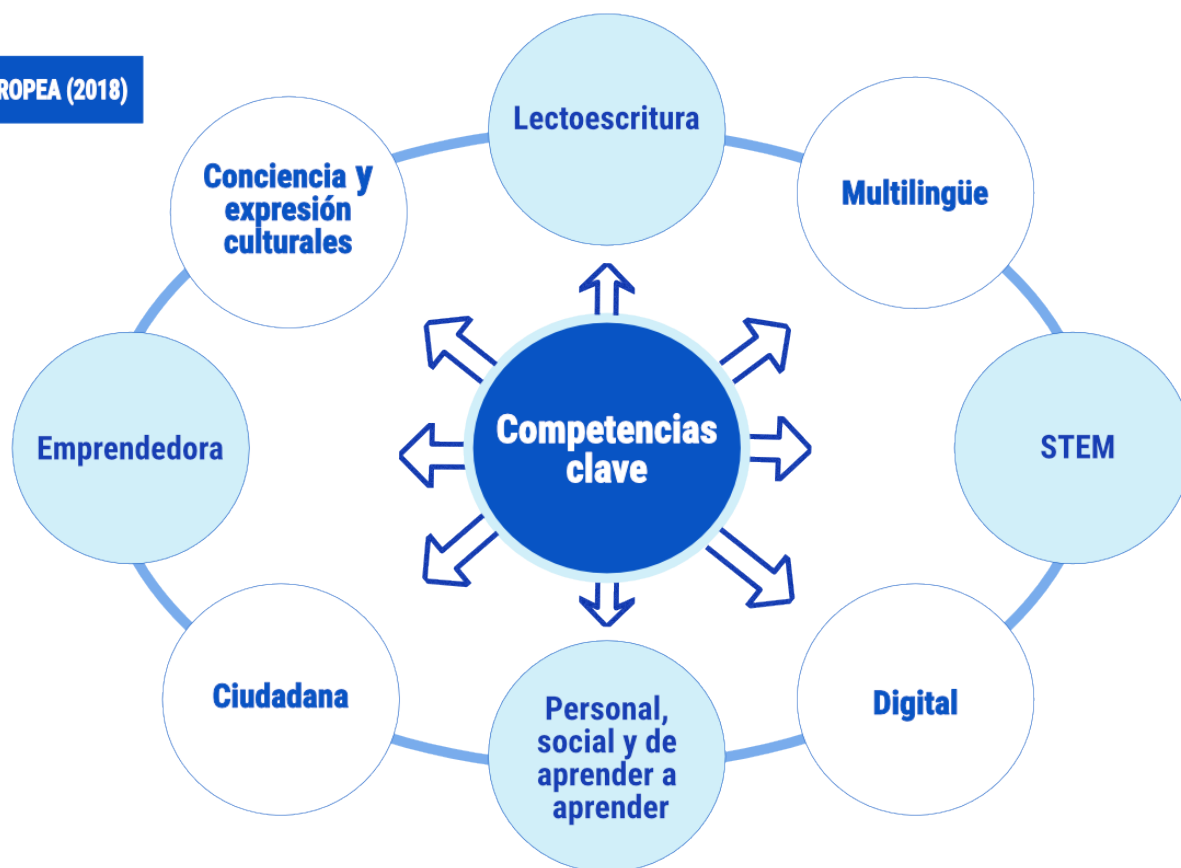 ROPEA (2018)
Lectoescritura
Multilingüe
STEM
Digital
Personal,
social y de
aprender a
aprender
Ciudadana
Emprendedora
Conciencia y
expresión
culturales
Competencias
clave